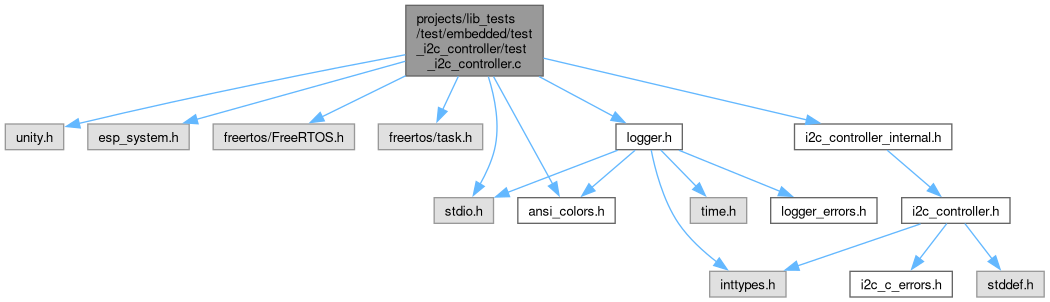 projects/lib_tests
/test/embedded/test
_i2c_controller/test
_i2c_controller.c
unity.h
esp_system.h
freertos/FreeRTOS.h
freertos/task.h
logger.h
i2c_controller_internal.h
stdio.h
ansi_colors.h
time.h
logger_errors.h
i2c_controller.h
inttypes.h
i2c_c_errors.h
stddef.h